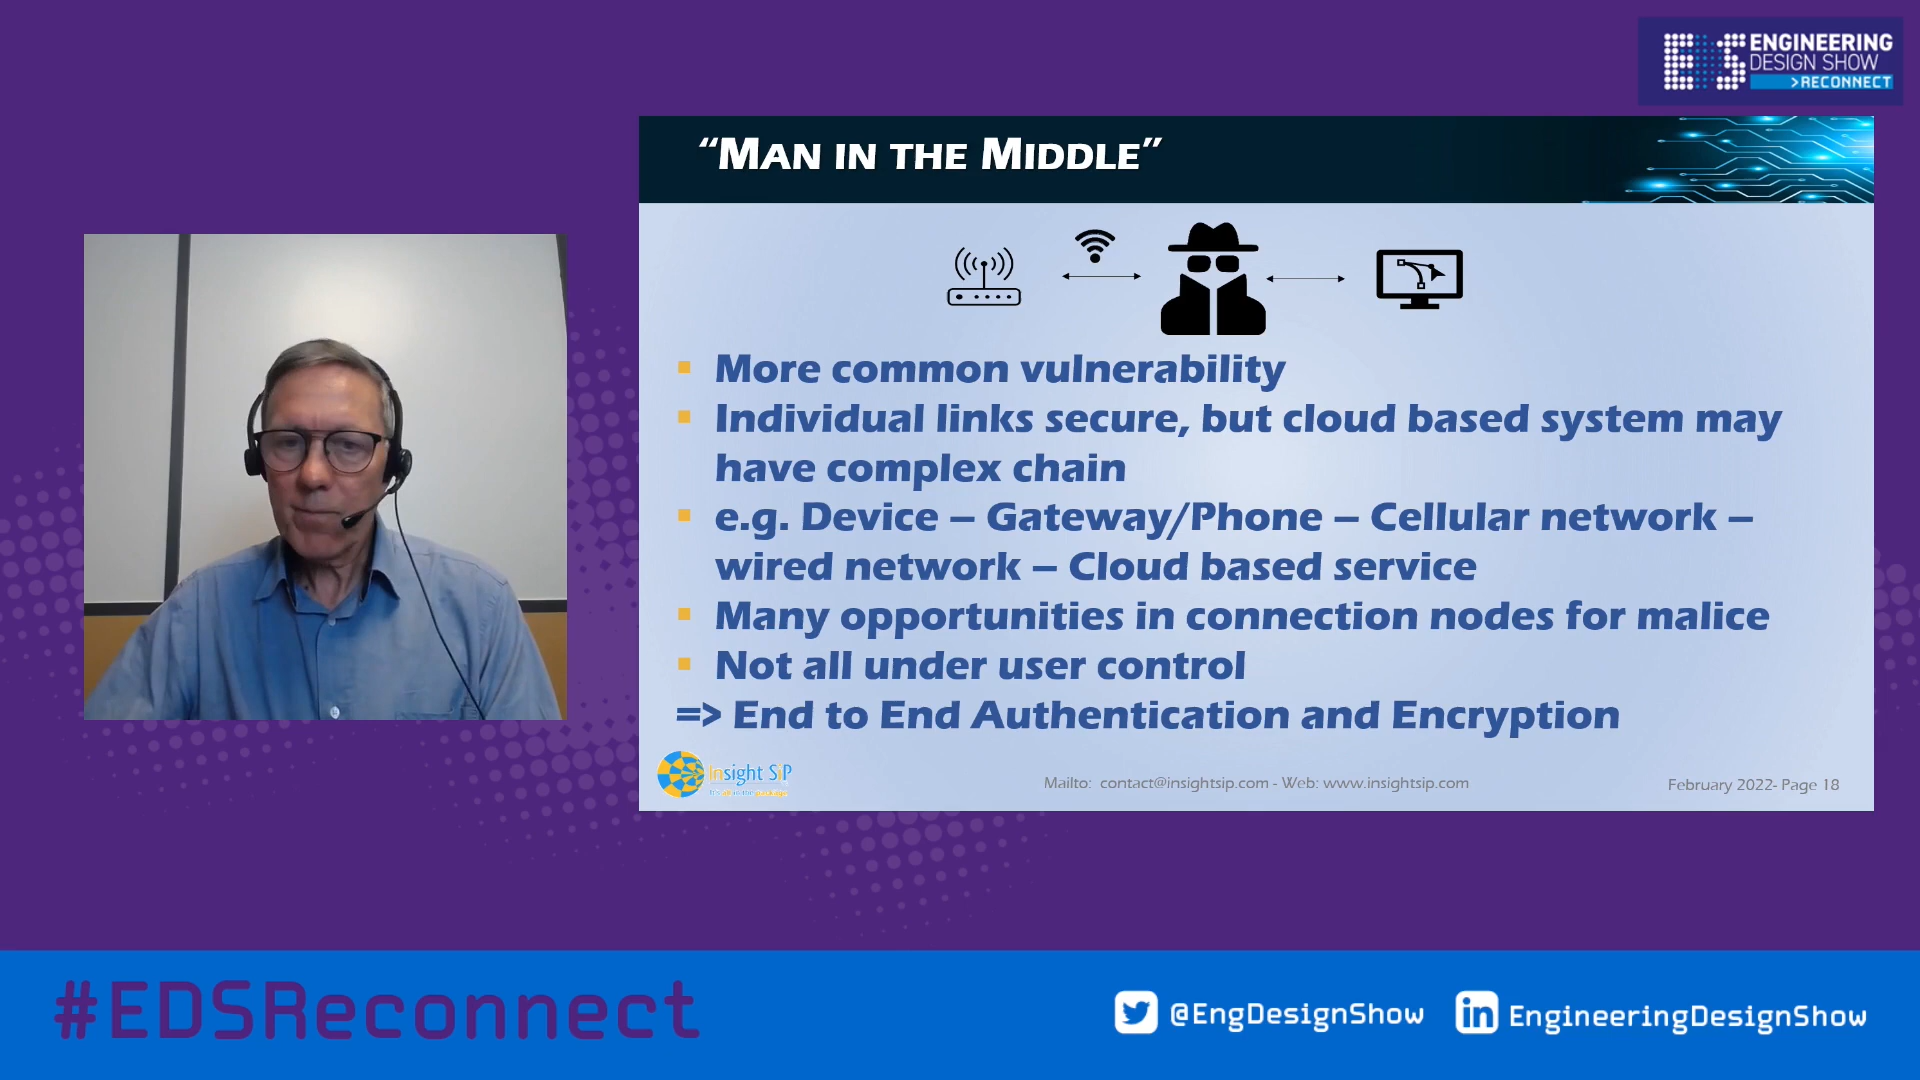 ENGINEERING
DESIGN SHOW
>RECONNECT
“MAN IN THE MIDDLE”
More common vulnerability
Individual links secure, but cloud based system may
have complex chain
e.g. Device – Gateway/Phone – Cellular network –
wired network – Cloud based service
Many opportunities in connection nodes for malice
Not all under user control
=> End to End Authentication and Encryption
Insight SiP
Mailto: contact@insightsip.com - Web: www.insightsip.com
February 2022- Page 18
#EDSReconnect
@EngDesignShow
in EngineeringDesignShow